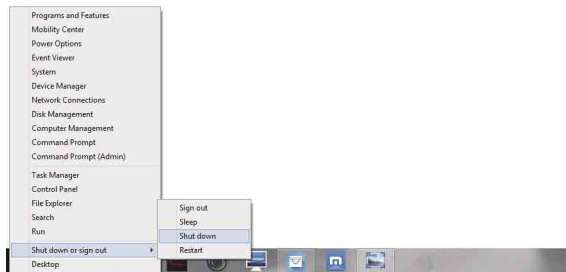 Programs and Features
Mobility Center
Power Options
Event Viewer
System
Device Manager
Network Connections
Disk Management
Computer Management
Command Prompt
Command Prompt (Admin)
Task Manager
Control Panel
File Explorer
Search
Run
Shut down or sign out
Desktop
Sign out
Sleep
Shut down
Restart